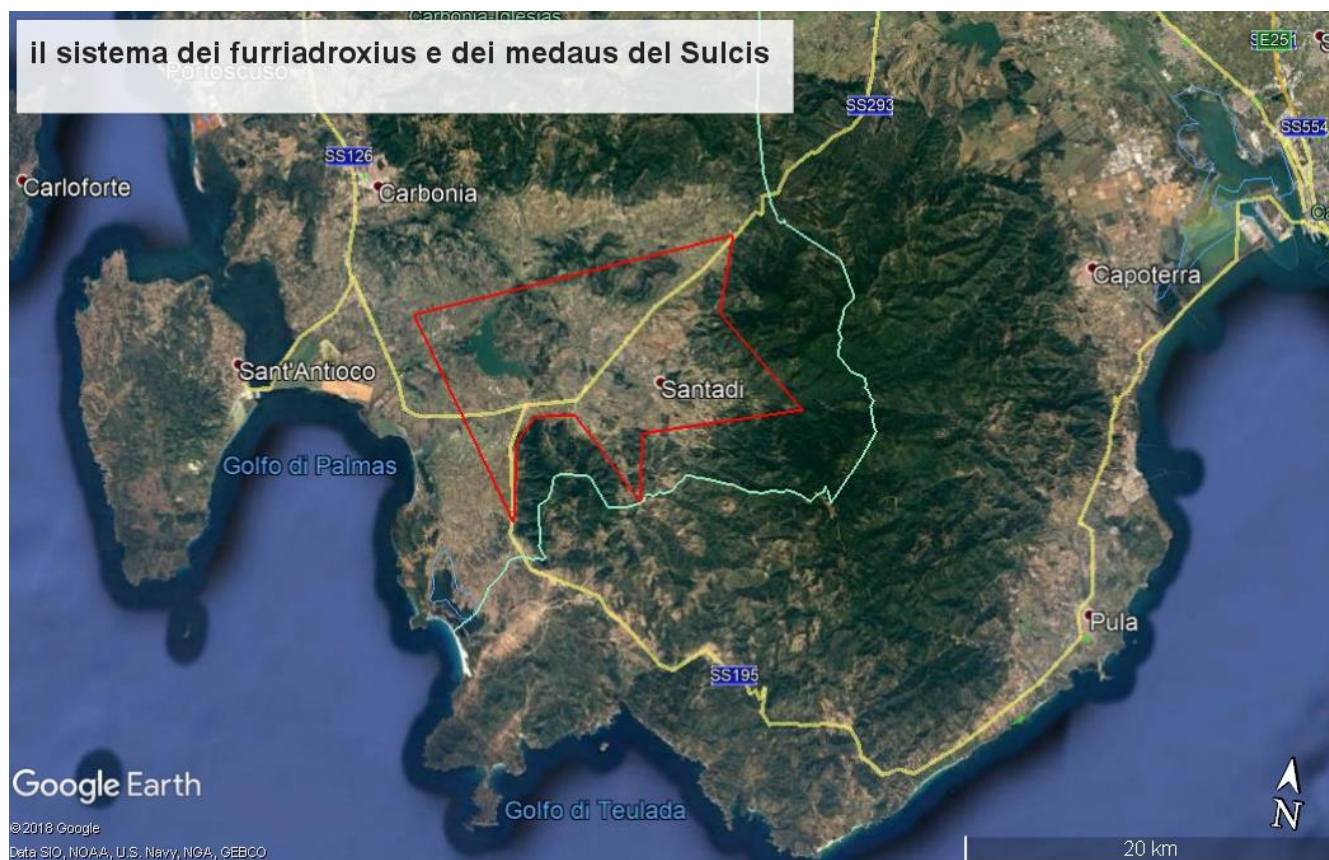 Carbonia-Iglesias
il sistema dei furriadroxius e dei medaus del Sulcis
Portoscuso
E251
SS293
SS554
SS126
Carloforte
Carbonia
Capoterra
Sant'Antioco
Santadi
Golfo di Palmas
Pula
SS195
Google Earth
Golfo di Teulada
N
© 2018 Google
Data SIO, NOAA, U.S. Navy, NGA, GEBCO
20 km